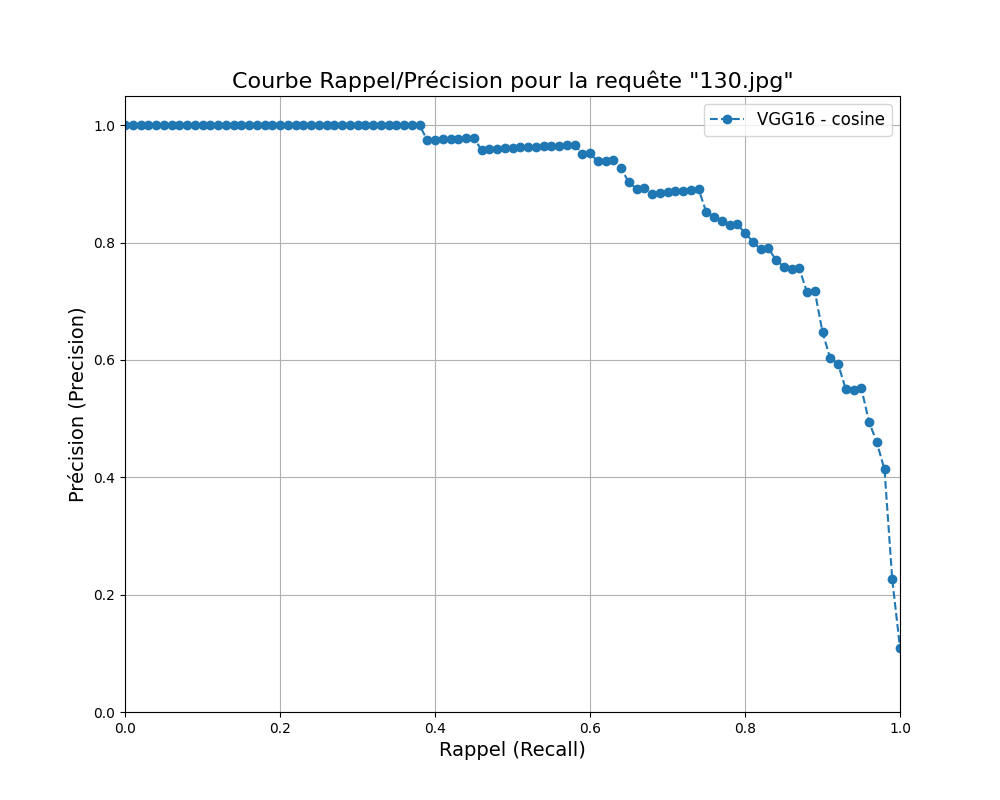 Courbe Rappel/Précision pour la requête "130.jpg"
VGG16 - cosine
Précision (Precision)
1.0
0.8
0.6
0.4
0.2
0.0
0.0 0.2 0.4 0.6 0.8 1.0
Rappel (Recall)